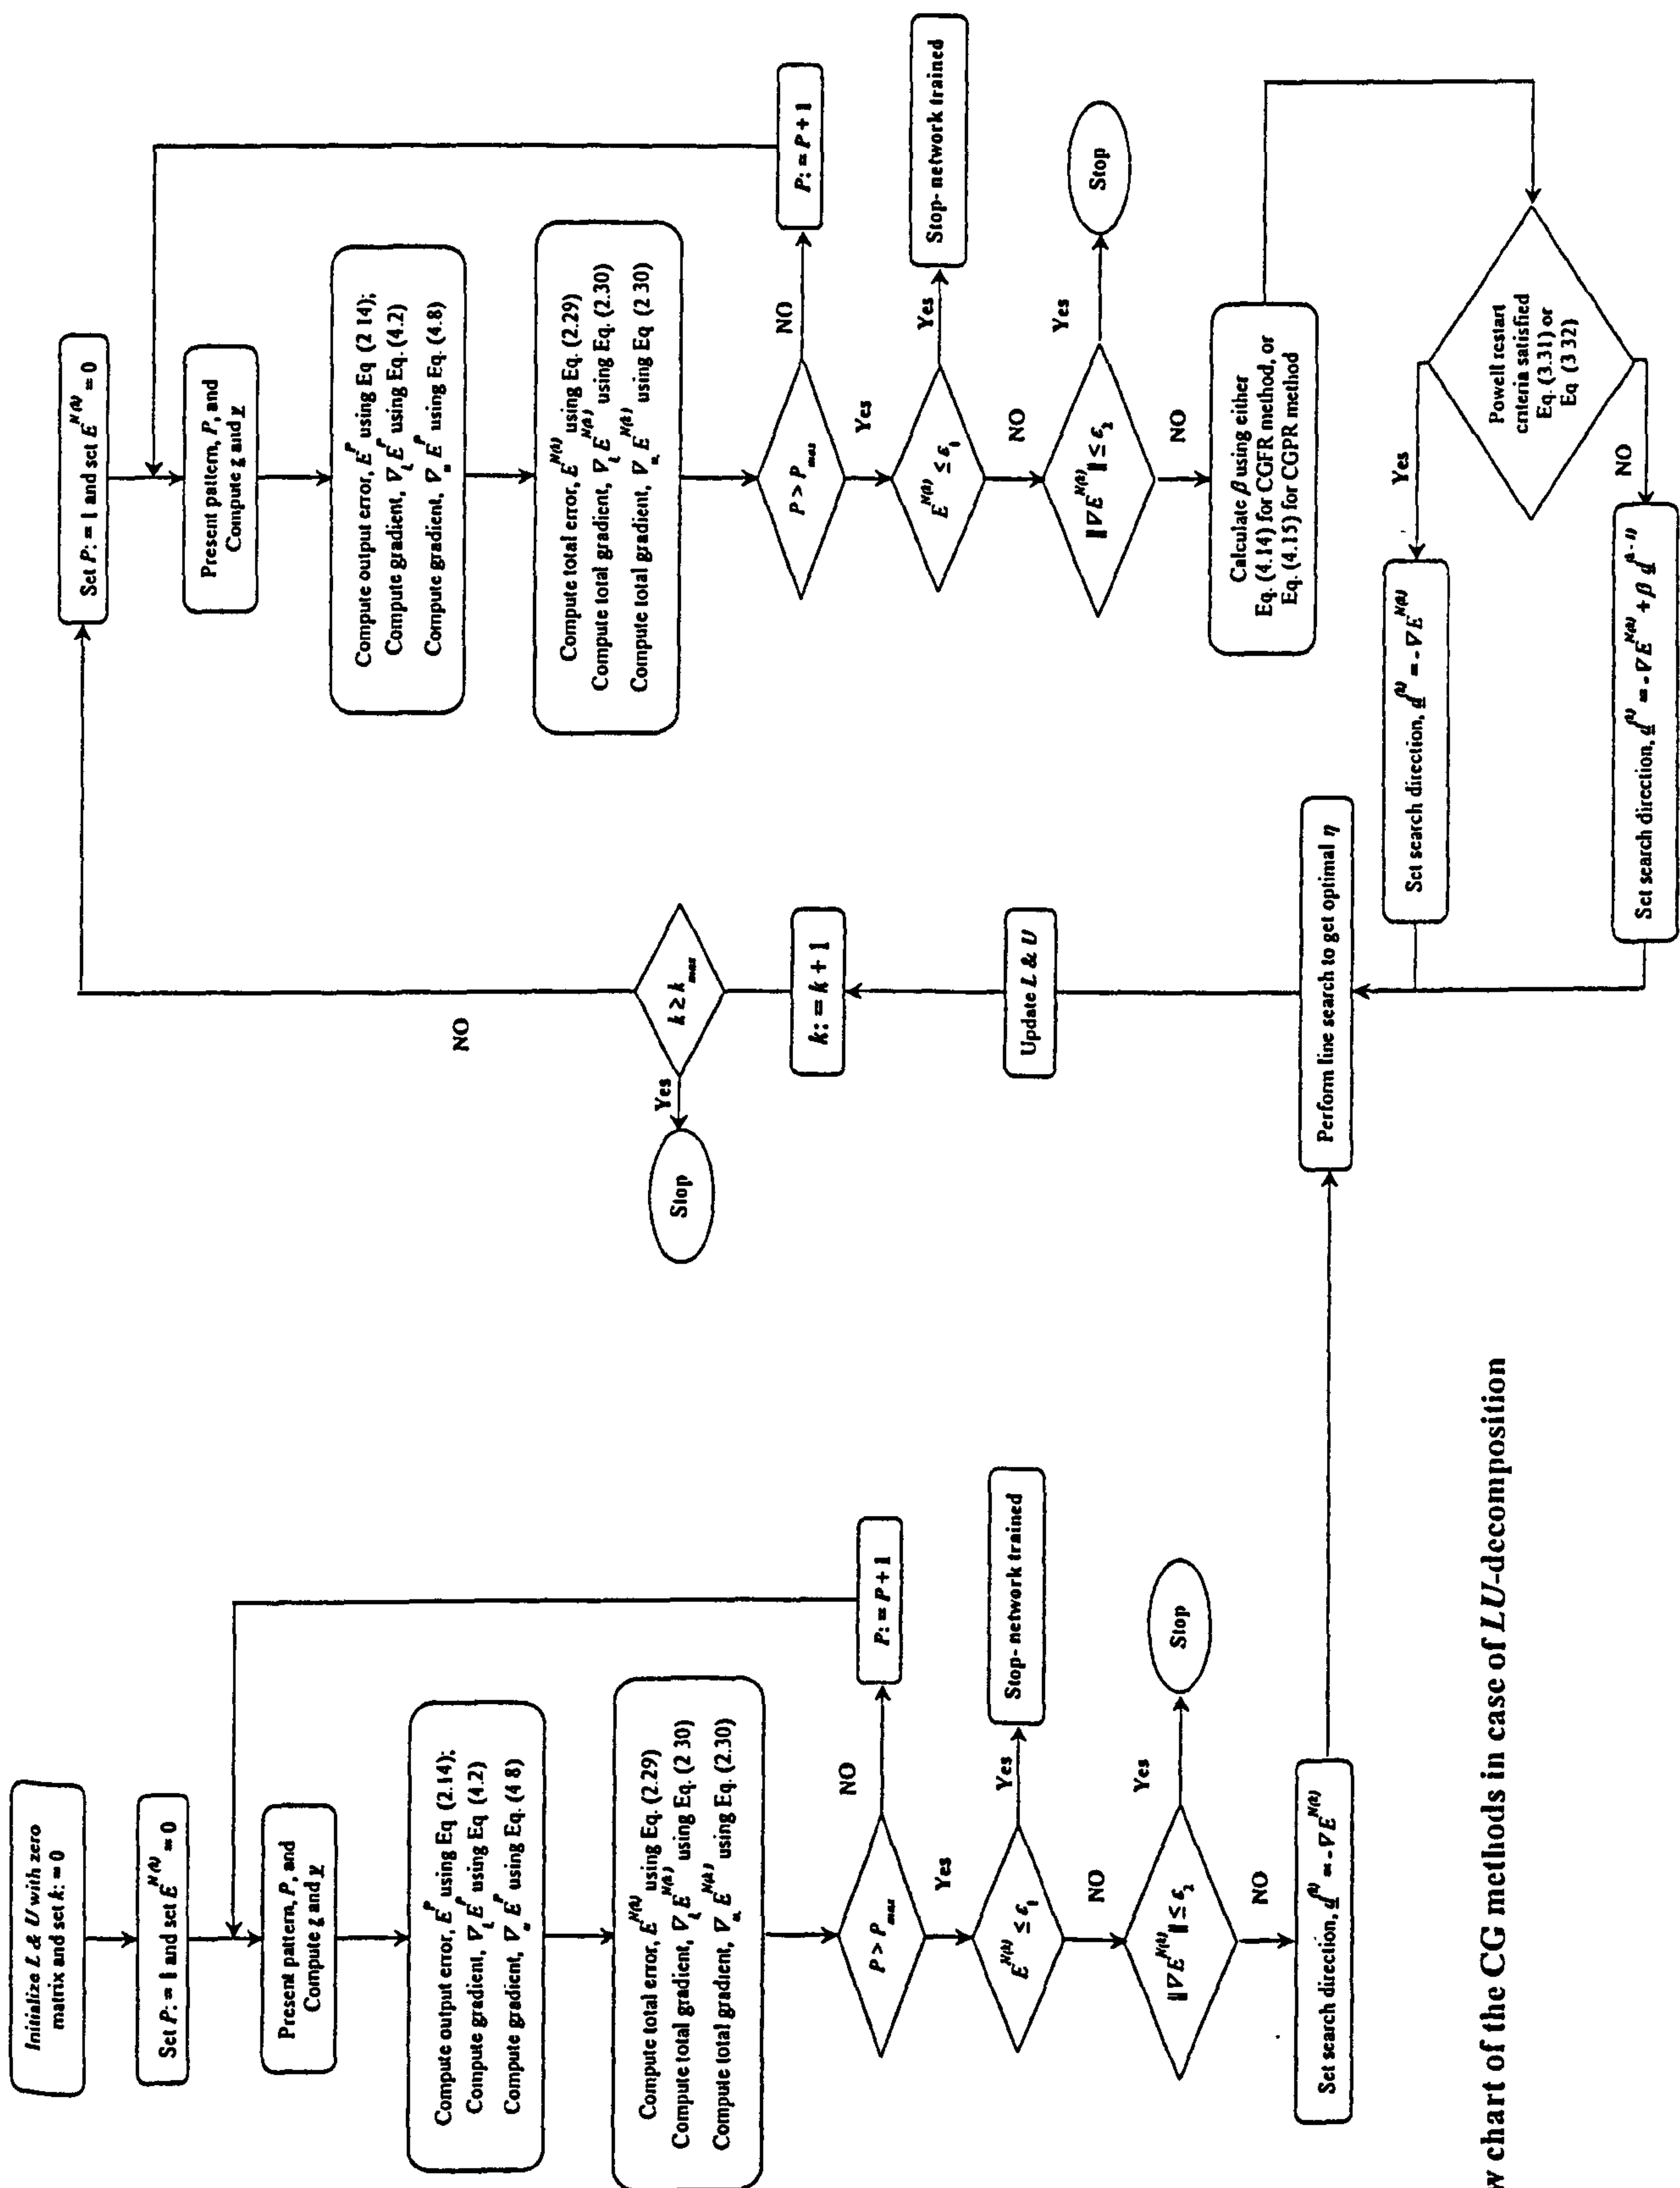 Initialize L & U with zero
matrix and set k: = 0
Set P: = 1 and set E^N(k) = 0
Present pattern, P, and
Compute z and y
Compute output error, E^P using Eq (2.14);
Compute gradient, ∇_L E^P using Eq (4.2)
Compute gradient, ∇_u E^P using Eq. (4 8)
Compute total error, E^N(k) using Eq. (2.29)
Compute total gradient, ∇_L E^N(k) using Eq. (2 30)
Compute total gradient, ∇_u E^N(k) using Eq. (2.30)
P > P_max
NO
P: = P + 1
Yes
E^N(k) ≤ ε_1
Yes
Stop- network trained
NO
‖∇E^N(k)‖ ≤ ε_2
Yes
Stop
NO
Set search direction, d^(k) = - ∇E^N(k)
Perform line search to get optimal η
Update L & U
k: = k + 1
k ≥ k_max
Yes
Stop
NO
Set P: = 1 and set E^N(k) = 0
Present pattern, P, and
Compute z and y
Compute output error, E^P using Eq (2 14);
Compute gradient, ∇_L E^P using Eq. (4.2)
Compute gradient, ∇_u E^P using Eq. (4.8)
Compute total error, E^N(k) using Eq. (2.29)
Compute total gradient, ∇_L E^N(k) using Eq. (2.30)
Compute total gradient, ∇_u E^N(k) using Eq (2 30)
P > P_max
NO
P: = P + 1
Yes
E^N(k) ≤ ε_1
Yes
Stop- network trained
NO
‖∇E^N(k)‖ ≤ ε_2
Yes
Stop
NO
Calculate β using either
Eq. (4.14) for CGFR method, or
Eq. (4.15) for CGPR method
Powell restart
criteria satisfied
Eq. (3.31) or
Eq (3 32)
Yes
Set search direction, d^(k) = - ∇E^N(k)
NO
Set search direction, d^(k) = - ∇E^N(k) + β d^(k - 1)
w chart of the CG methods in case of LU-decomposition